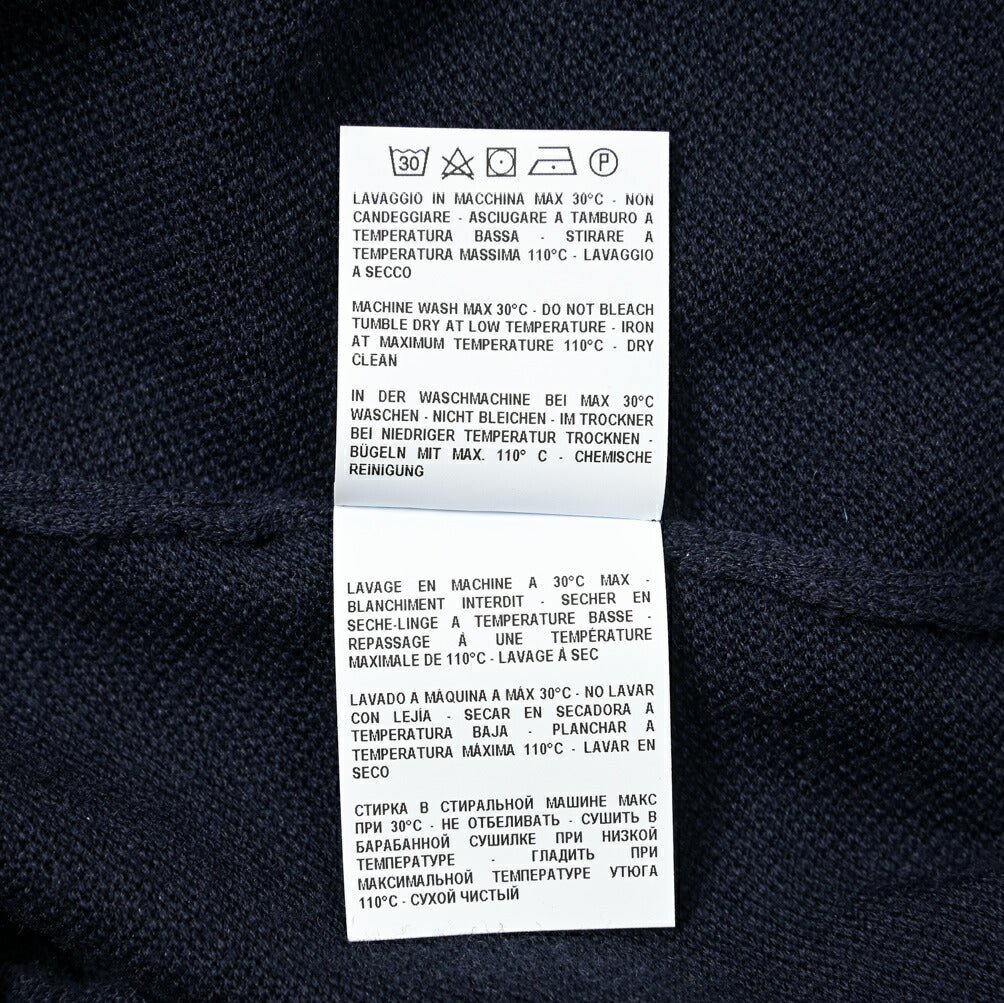 30 P
LAVAGGIO IN MACCHINA MAX 30°C - NON
CANDEGGIARE - ASCIUGARE A TAMBURO A
TEMPERATURA BASSA - STIRARE A
TEMPERATURA MASSIMA 110°C - LAVAGGIO
A SECCO
MACHINE WASH MAX 30°C - DO NOT BLEACH
TUMBLE DRY AT LOW TEMPERATURE - IRON
AT MAXIMUM TEMPERATURE 110°C - DRY
CLEAN
IN DER WASCHMACHINE BEI MAX 30°C
WASCHEN - NICHT BLEICHEN - IM TROCKNER
BEI NIEDRIGER TEMPERATUR TROCKNEN -
BÜGELN MIT MAX. 110° C - CHEMISCHE
REINIGUNG
LAVAGE EN MACHINE A 30°C MAX -
BLANCHIMENT INTERDIT - SECHER EN
SECHE-LINGE A TEMPERATURE BASSE -
REPASSAGE À UNE TEMPÉRATURE
MAXIMALE DE 110°C - LAVAGE À SEC
LAVADO A MÁQUINA A MÁX 30°C - NO LAVAR
CON LEJÍA - SECAR EN SECADORA A
TEMPERATURA BAJA - PLANCHAR A
TEMPERATURA MÁXIMA 110°C - LAVAR EN
SECO
СТИРКА В СТИРАЛЬНОЙ МАШИНЕ МАКС
ПРИ 30°C - НЕ ОТБЕЛИВАТЬ - СУШИТЬ В
БАРАБАННОЙ СУШИЛКЕ ПРИ НИЗКОЙ
ТЕМПЕРАТУРЕ - ГЛАДИТЬ ПРИ
МАКСИМАЛЬНОЙ ТЕМПЕРАТУРЕ УТЮГА
110°C - СУХОЙ ЧИСТЫЙ